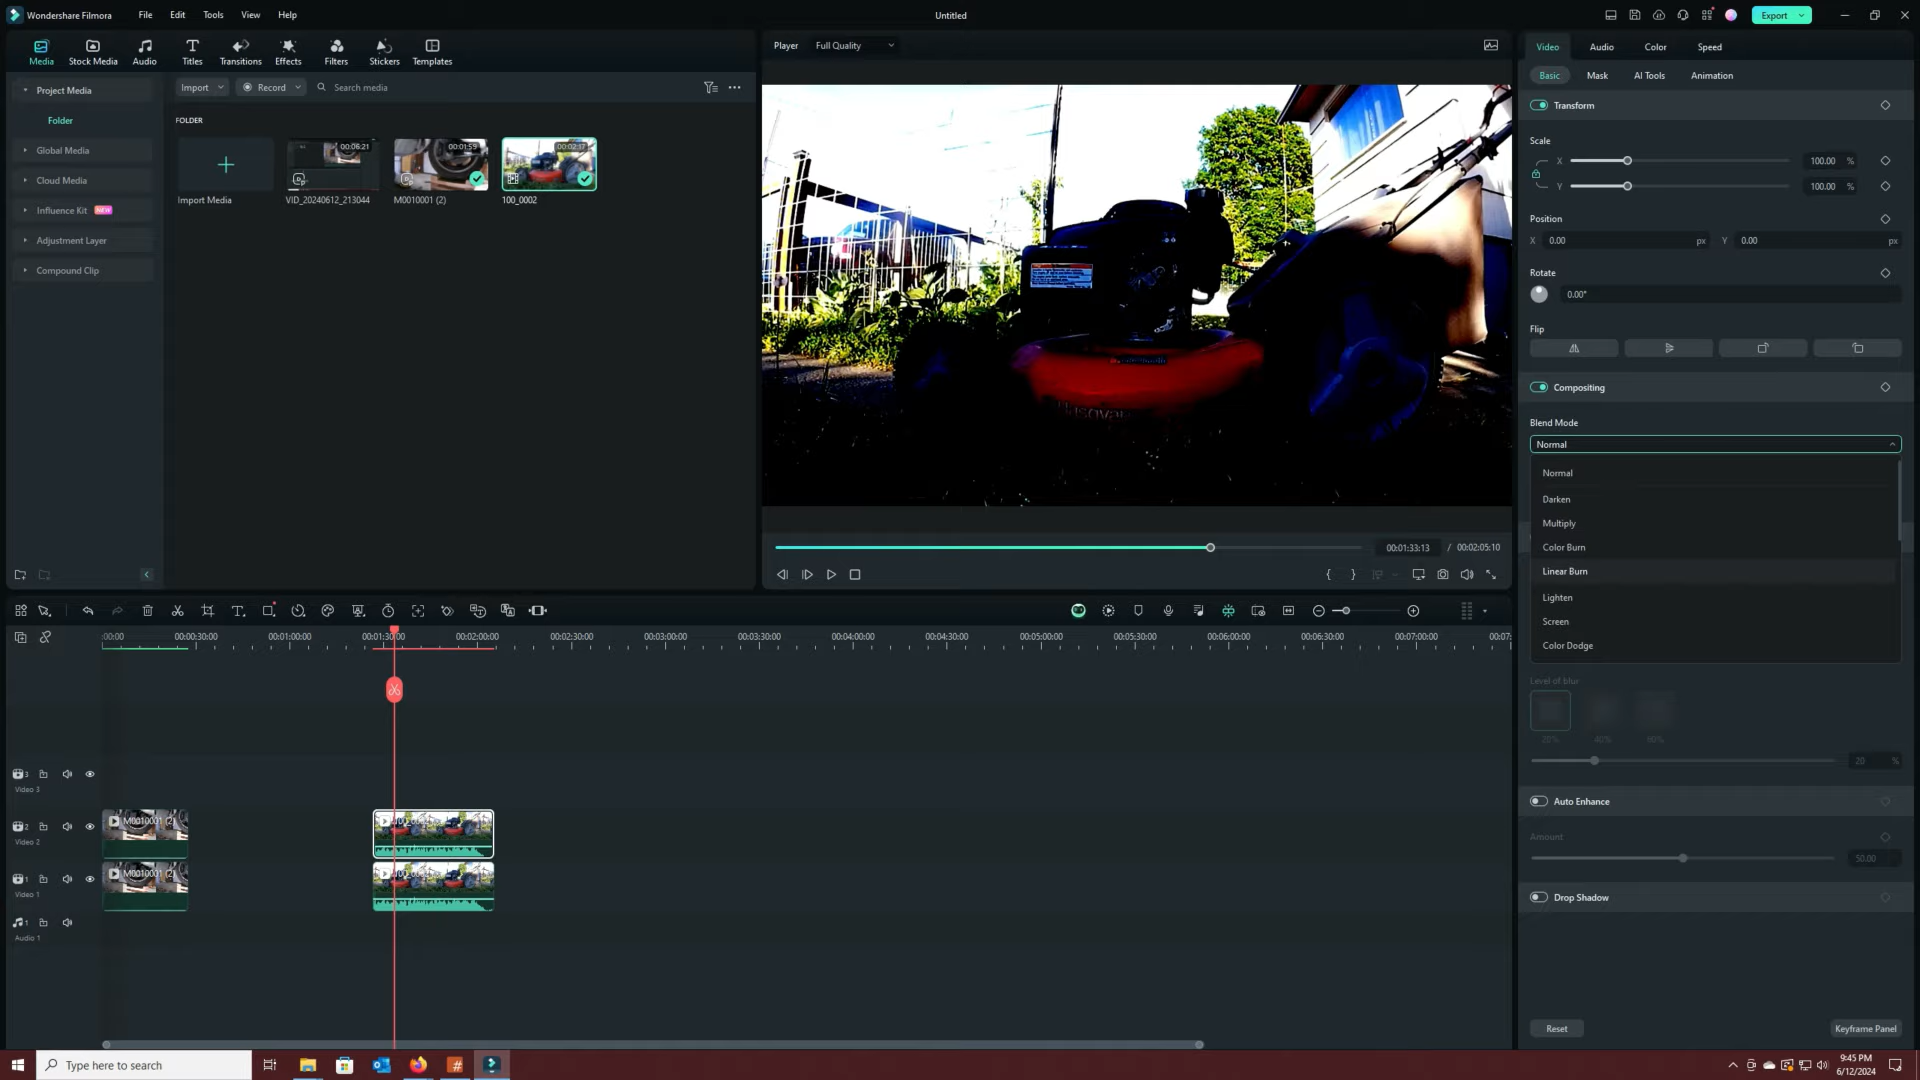 Wondershare Filmora
File
Edit
Tools
View
Help
Untitled
Export
Media
Stock Media
Audio
Titles
Transitions
Effects
Filters
Stickers
Templates
Player
Full Quality
Video
Audio
Color
Speed
Project Media
Folder
Global Media
Cloud Media
Influence Kit NEW
Adjustment Layer
Compound Clip
Import
Record
Search media
FOLDER
Import Media
00:06:21
VID_20240612_213044
00:01:59
M0010001 (2)
00:02:17
100_0002
00:01:33:13 / 00:02:05:10
Basic
Mask
AI Tools
Animation
Transform
Scale
X
100.00 %
Y
100.00 %
Position
X 0.00 px Y 0.00 px
Rotate
0.00°
Flip
Compositing
Blend Mode
Normal
Normal
Darken
Multiply
Color Burn
Linear Burn
Lighten
Screen
Color Dodge
Level of blur
20% 40% 60%
20 %
Auto Enhance
Amount
50.00
Drop Shadow
Reset
Keyframe Panel
:00:00 00:00:30:00 00:01:00:00 00:01:30:00 00:02:00:00 00:02:30:00 00:03:00:00 00:03:30:00 00:04:00:00 00:04:30:00 00:05:00:00 00:05:30:00 00:06:00:00 00:06:30:00 00:07:00:00 00:07:
3
Video 3
2
Video 2
M0010001 (2)
1
Video 1
M0010001 (2)
1
Audio 1
Type here to search
9:45 PM
6/12/2024